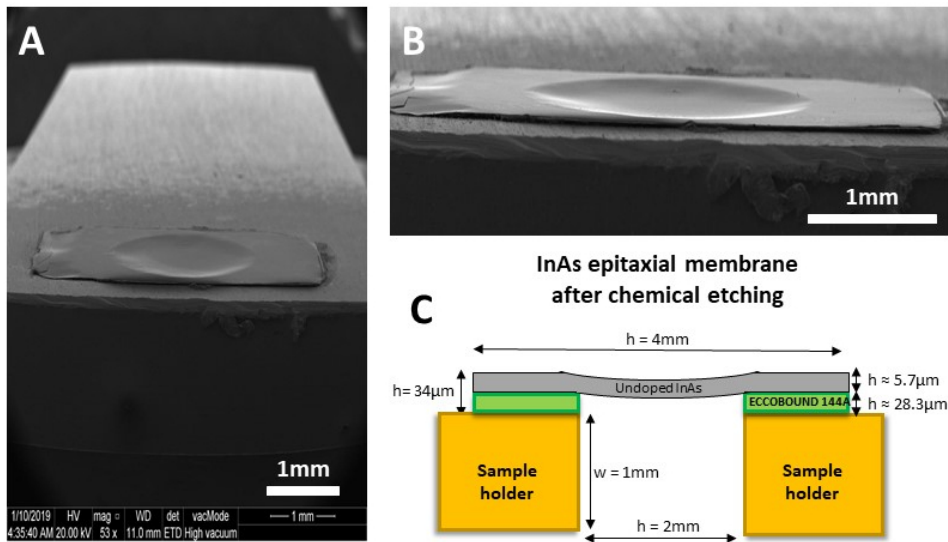 A
1mm
1/10/2019 HV mag □ WD det vacMode
4:35:40 AM 20.00 kV 53 x 11.0 mm ETD High vacuum
1 mm
B
1mm
InAs epitaxial membrane
after chemical etching
C
h = 4mm
h= 34µm
Undoped InAs
h ≈ 5.7µm
ECCOBOUND 144A
h ≈ 28.3µm
Sample
holder
w = 1mm
Sample
holder
h = 2mm